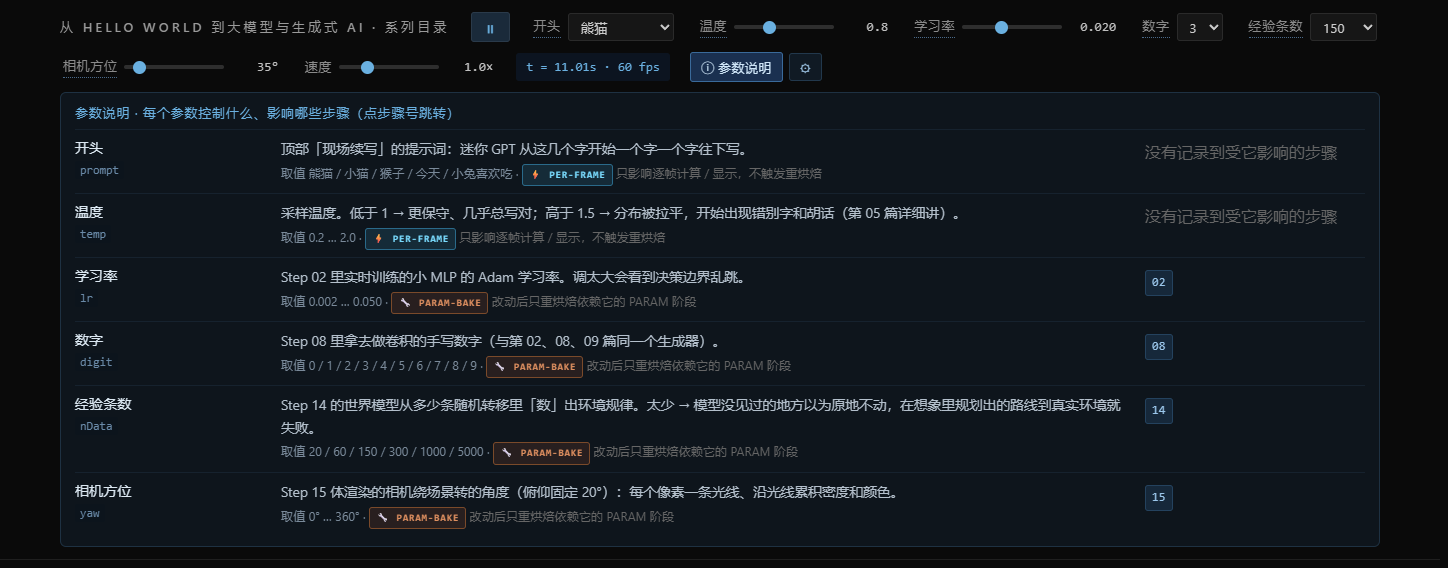 从 HELLO WORLD 到大模型与生成式 AI · 系列目录 ⏸ 开头 熊猫 温度 0.8 学习率 0.020 数字 3 经验条数 150
相机方位 35° 速度 1.0x t = 11.01s · 60 fps ⓘ 参数说明 ⚙
参数说明 · 每个参数控制什么、影响哪些步骤（点步骤号跳转）
开头 顶部「现场续写」的提示词：迷你 GPT 从这几个字开始一个字一个字往下写。 没有记录到受它影响的步骤
prompt 取值 熊猫 / 小猫 / 猴子 / 今天 / 小兔喜欢吃 · ⚡ PER-FRAME 只影响逐帧计算 / 显示，不触发重烘焙
温度 采样温度。低于 1 → 更保守、几乎总写对；高于 1.5 → 分布被拉平，开始出现错别字和胡话（第 05 篇详细讲）。 没有记录到受它影响的步骤
temp 取值 0.2 … 2.0 · ⚡ PER-FRAME 只影响逐帧计算 / 显示，不触发重烘焙
学习率 Step 02 里实时训练的小 MLP 的 Adam 学习率。调太大会看到决策边界乱跳。 02
lr 取值 0.002 … 0.050 · 🔧 PARAM-BAKE 改动后只重烘焙依赖它的 PARAM 阶段
数字 Step 08 里拿去做卷积的手写数字（与第 02、08、09 篇同一个生成器）。 08
digit 取值 0 / 1 / 2 / 3 / 4 / 5 / 6 / 7 / 8 / 9 · 🔧 PARAM-BAKE 改动后只重烘焙依赖它的 PARAM 阶段
经验条数 Step 14 的世界模型从多少条随机转移里「数」出环境规律。太少 → 模型没见过的地方以为原地不动，在想象里规划出的路线到真实环境就 14
nData 失败。
取值 20 / 60 / 150 / 300 / 1000 / 5000 · 🔧 PARAM-BAKE 改动后只重烘焙依赖它的 PARAM 阶段
相机方位 Step 15 体渲染的相机绕场景转的角度（俯仰固定 20°）：每个像素一条光线、沿光线累积密度和颜色。 15
yaw 取值 0° … 360° · 🔧 PARAM-BAKE 改动后只重烘焙依赖它的 PARAM 阶段